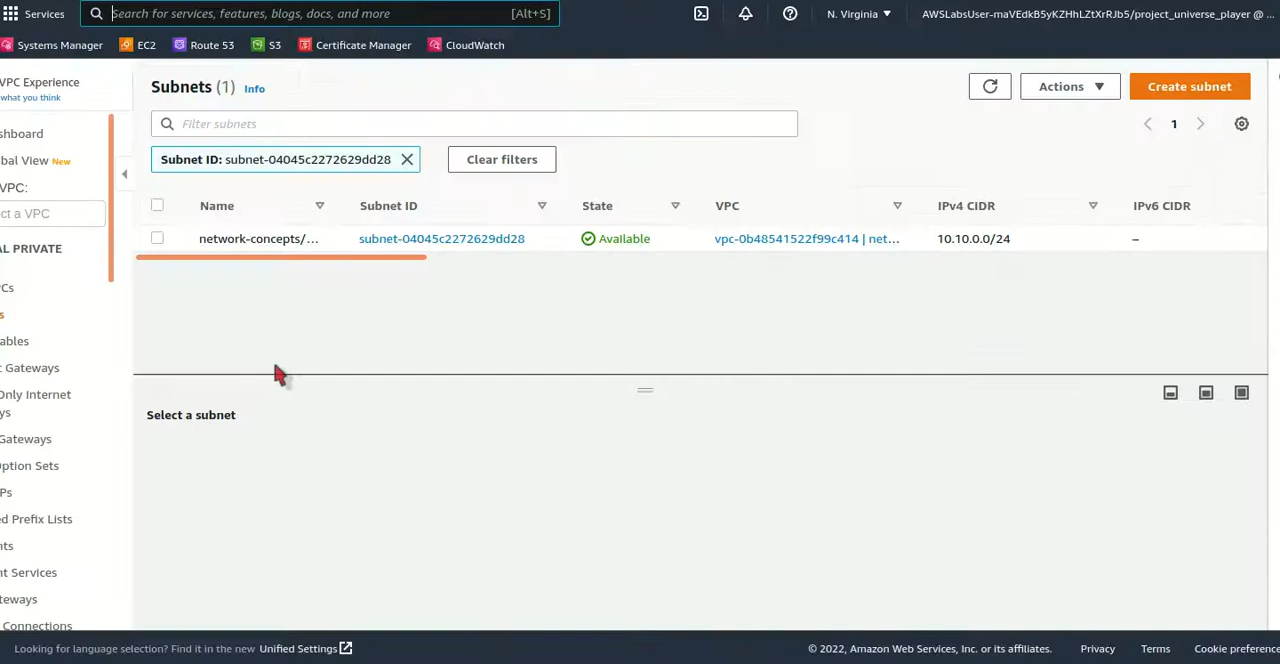 Services
Search for services, features, blogs, docs, and more
[Alt+S]
N. Virginia ▼
AWSLabsUser-maVEdkB5yKZHhLZtXrRJb5/project_universe_player @ ...
Systems Manager
EC2
Route 53
S3
Certificate Manager
CloudWatch
VPC Experience
what you think
shboard
bal View New
VPC:
ct a VPC
AL PRIVATE
Cs
s
ables
t Gateways
Only Internet
ys
Gateways
ption Sets
Ps
ed Prefix Lists
nts
nt Services
teways
Connections
Subnets (1) Info
Actions ▼
Create subnet
Filter subnets
1
Subnet ID: subnet-04045c2272629dd28
Clear filters
Name
Subnet ID
State
VPC
IPv4 CIDR
IPv6 CIDR
network-concepts/...
subnet-04045c2272629dd28
Available
vpc-0b48541522f99c414 | net...
10.10.0.0/24
–
Select a subnet
Looking for language selection? Find it in the new Unified Settings
© 2022, Amazon Web Services, Inc. or its affiliates.
Privacy
Terms
Cookie preference